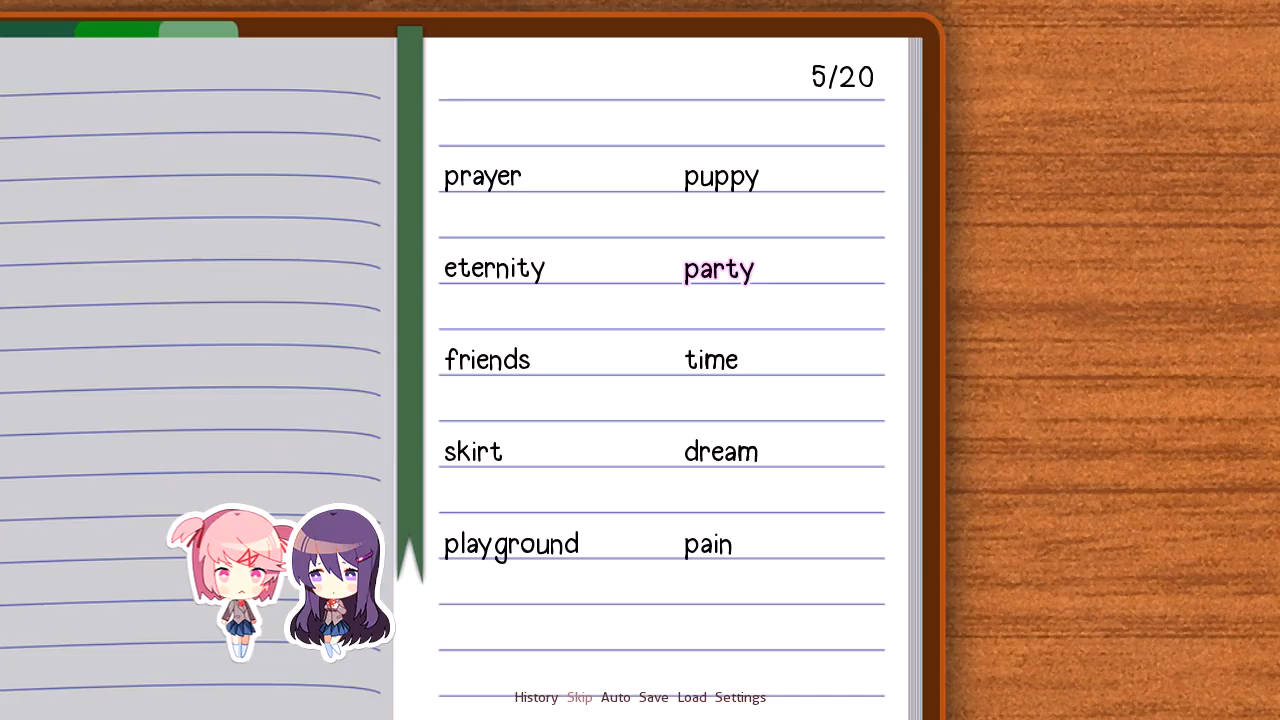 5/20
prayer puppy
eternity party
friends time
skirt dream
playground pain
History Skip Auto Save Load Settings